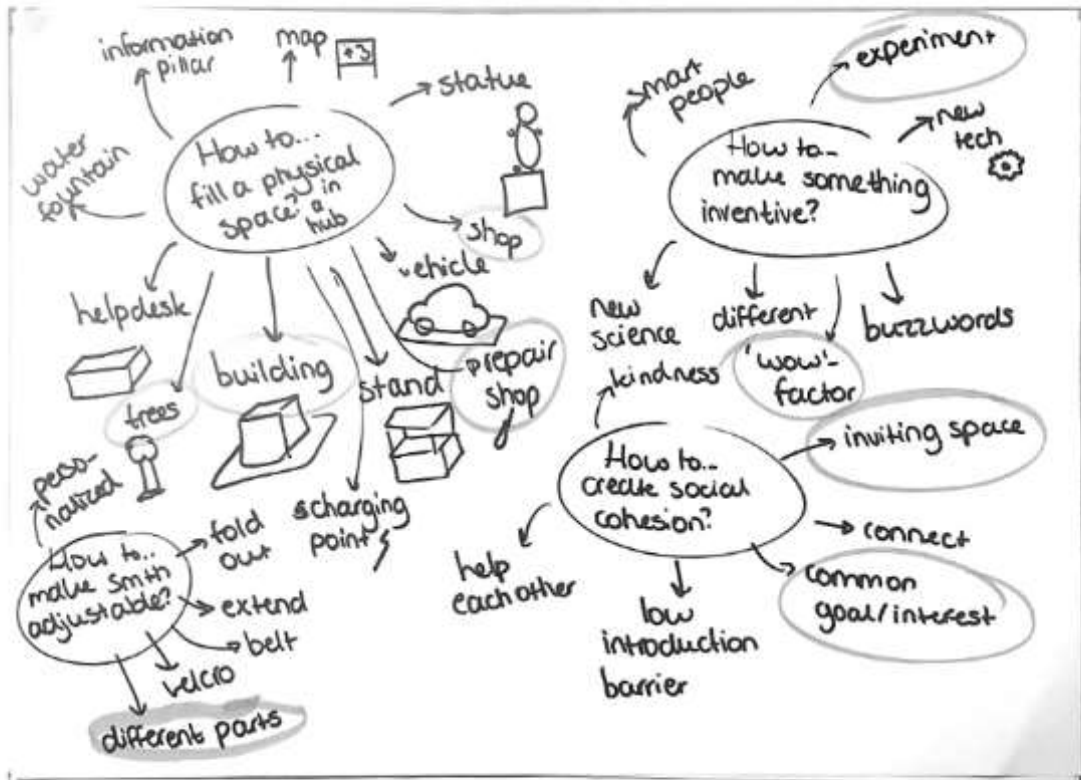 information
pillar
map
+3
statue
water
fountain
How to...
fill a physical
space? in
a
hub
shop
vehicle
helpdesk
trees
building
stand
repair
shop
charging
point
smart
people
experiment
new
tech
How to...
make something
inventive?
new
science
different
'wow'-
factor
buzzwords
kindness
inviting space
How to...
create social
cohesion?
connect
common
goal/interest
help
each other
low
introduction
barrier
perso-
nalized
How to...
make smth
adjustable?
fold
out
extend
belt
velcro
different parts